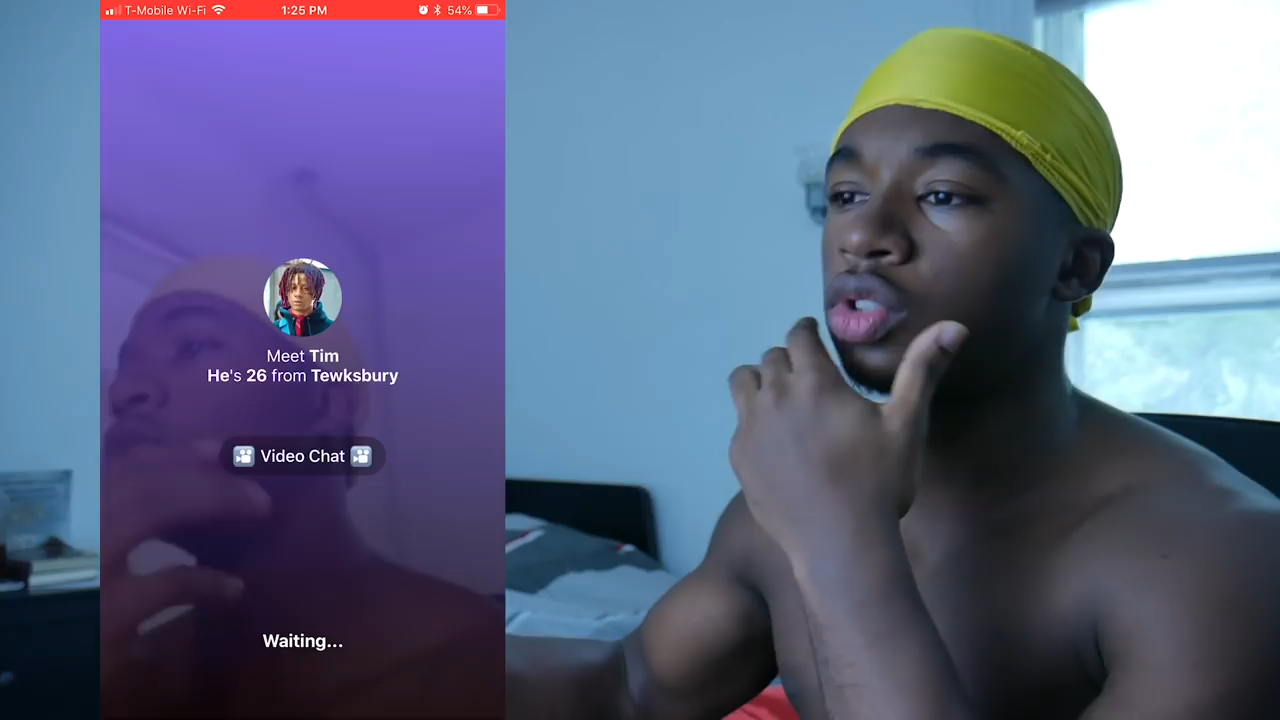 T-Mobile Wi-Fi 1:25 PM 54%
Meet Tim
He's 26 from Tewksbury
Video Chat
Waiting...